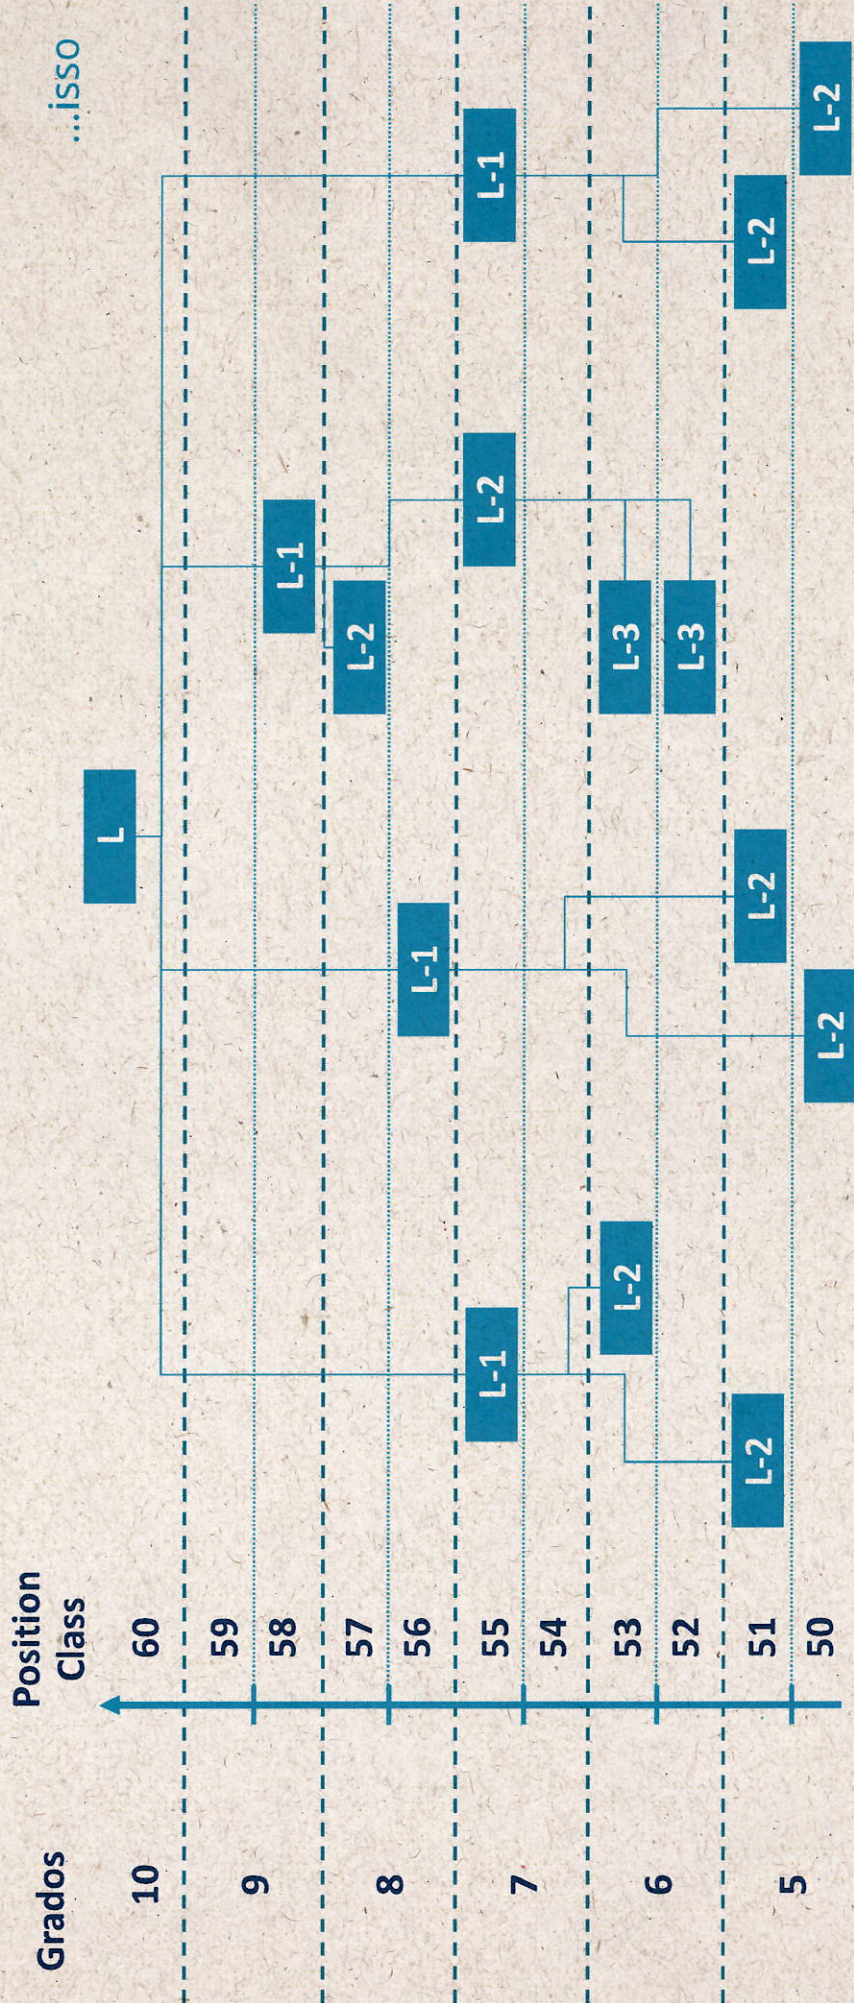 Position
Class
Grados
...isso
L
10 60
59
9
58 L-1
57 L-2
8
56 L-1
55 L-1 L-2 L-1
7
54
53 L-2 L-3
6
52 L-3
51 L-2 L-2 L-2
5
50 L-2 L-2